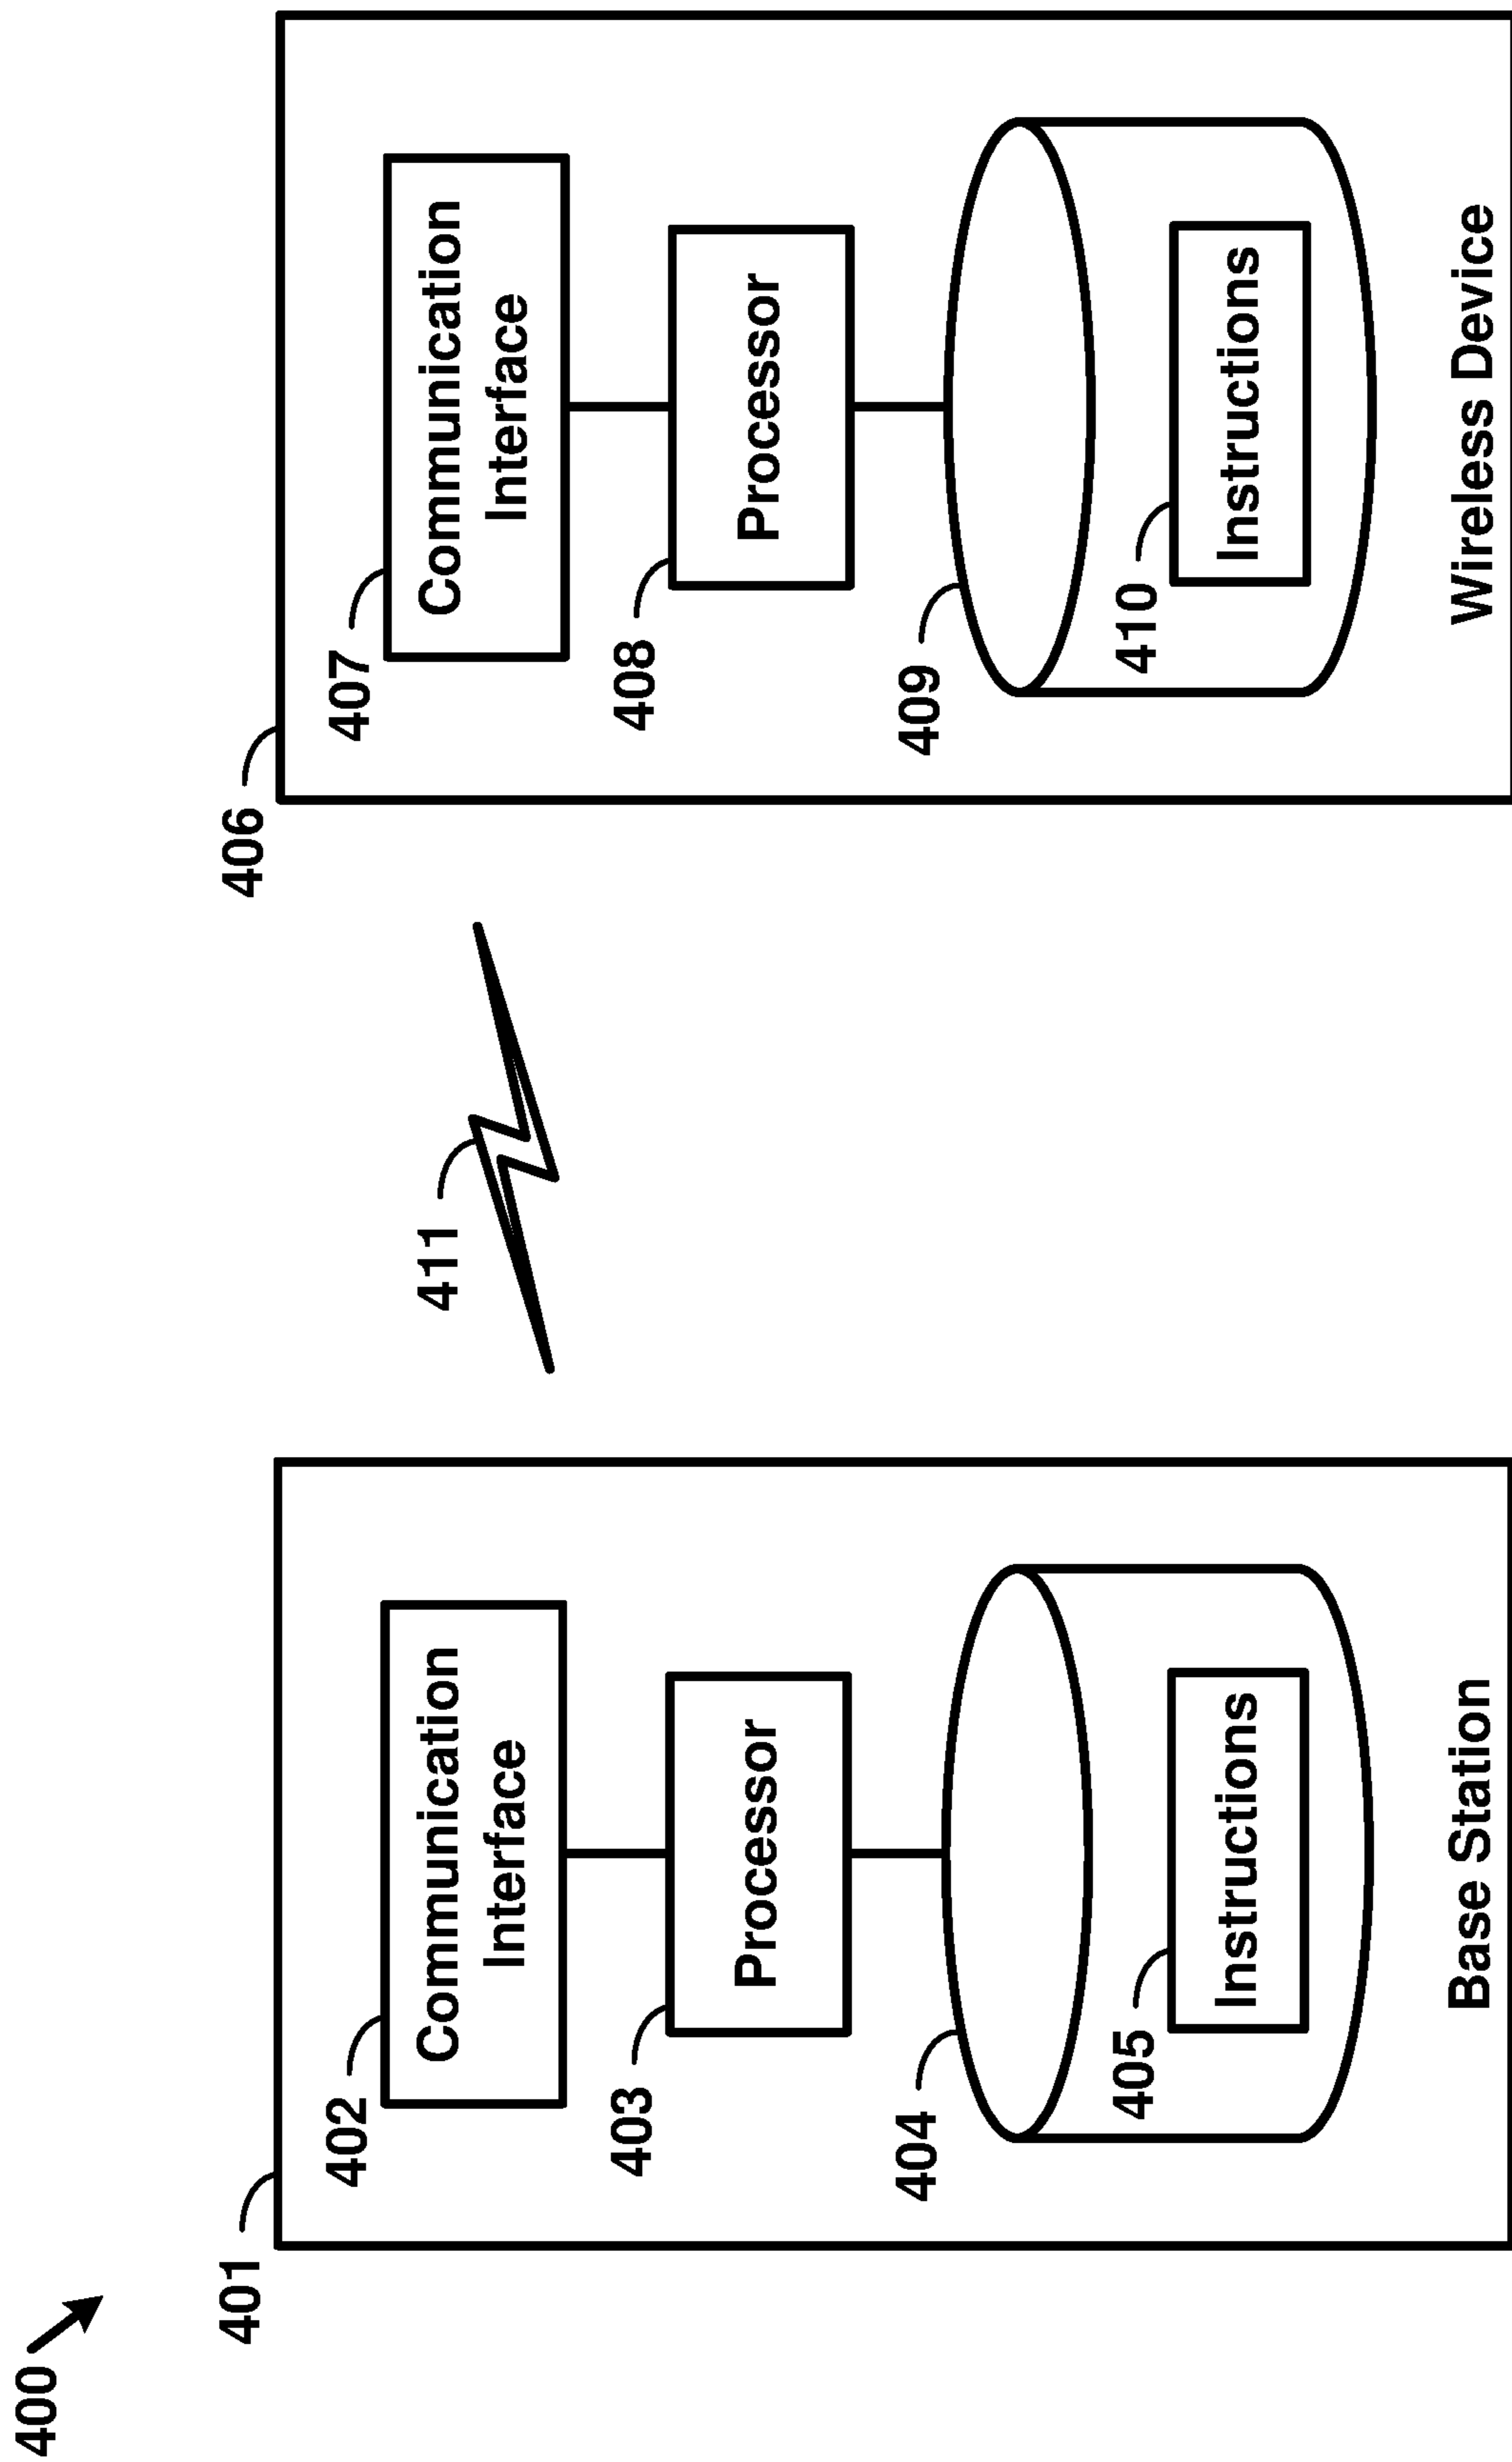 400
401
402
Communication
Interface
403
Processor
404
405
Instructions
Base Station
411
406
407
Communication
Interface
408
Processor
409
410
Instructions
Wireless Device